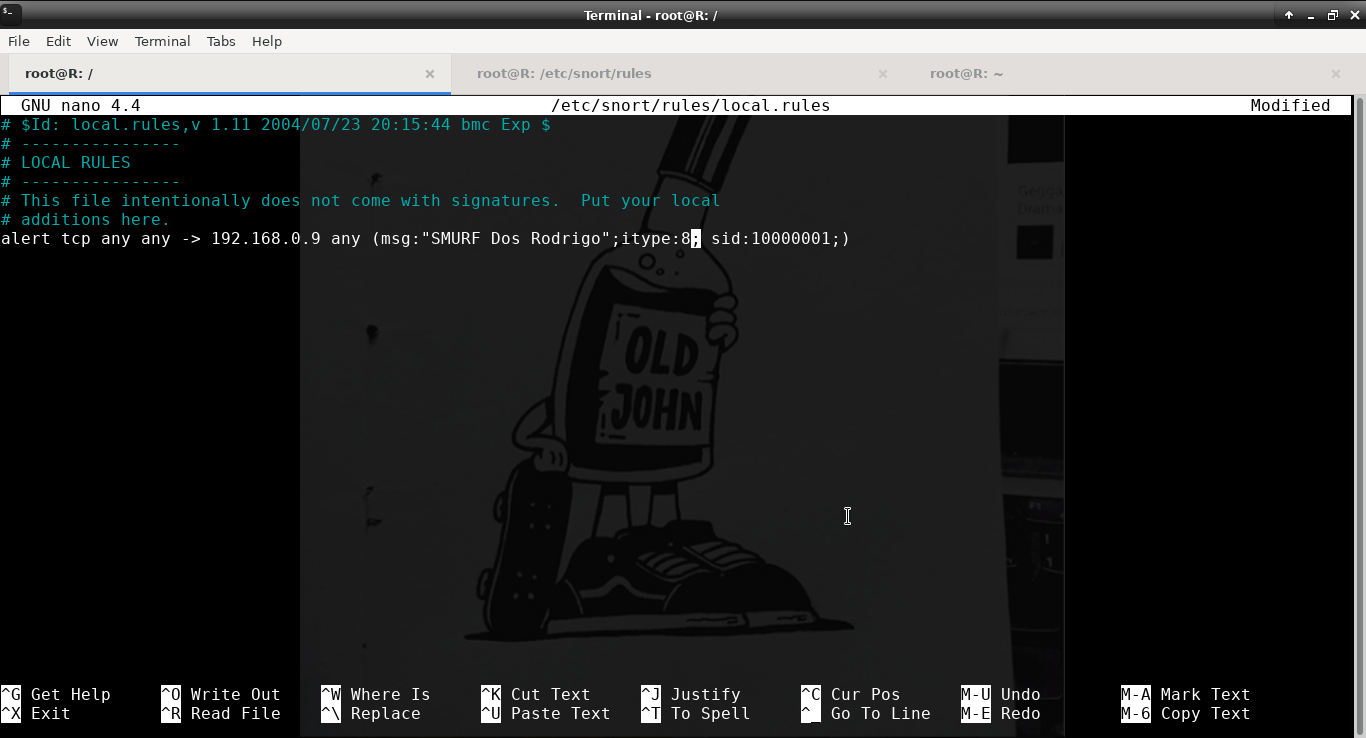 Terminal - root@R: /
File Edit View Terminal Tabs Help
root@R: / root@R: /etc/snort/rules root@R: ~
GNU nano 4.4 /etc/snort/rules/local.rules Modified
# $Id: local.rules,v 1.11 2004/07/23 20:15:44 bmc Exp $
# ----------------
# LOCAL RULES
# ----------------
# This file intentionally does not come with signatures.  Put your local
# additions here.
alert tcp any any -> 192.168.0.9 any (msg:"SMURF Dos Rodrigo";itype:8; sid:10000001;)
OLD
JOHN
^G Get Help ^O Write Out ^W Where Is ^K Cut Text ^J Justify ^C Cur Pos M-U Undo M-A Mark Text
^X Exit ^R Read File ^\ Replace ^U Paste Text ^T To Spell ^_ Go To Line M-E Redo M-6 Copy Text